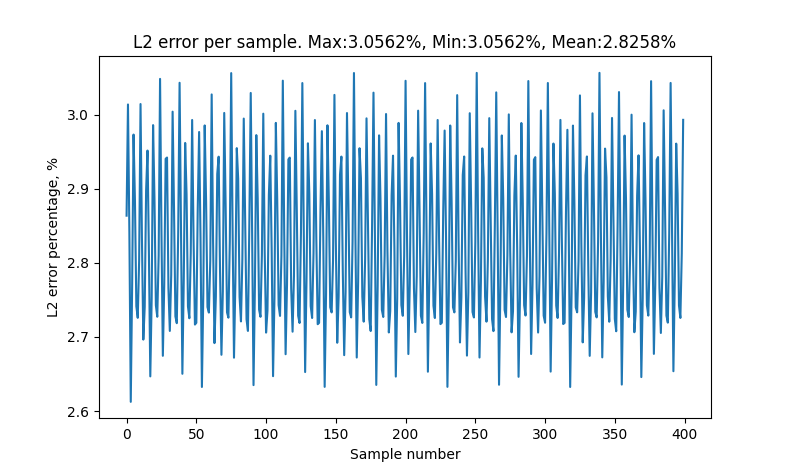 L2 error per sample. Max:3.0562%, Min:3.0562%, Mean:2.8258%
L2 error percentage, %
3.0
2.9
2.8
2.7
2.6
0 50 100 150 200 250 300 350 400
Sample number